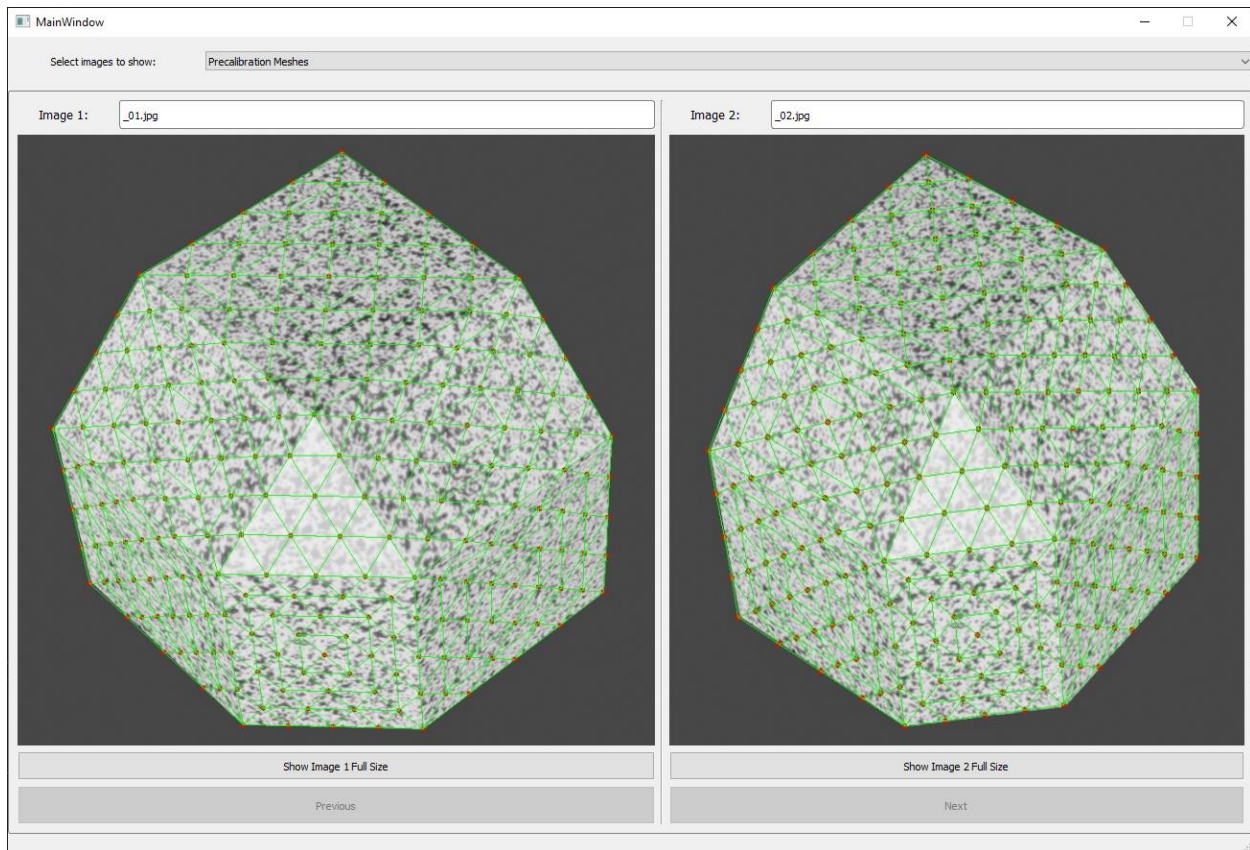 MainWindow
Select images to show: Precalibration Meshes
Image 1: _01.jpg
Image 2: _02.jpg
Show Image 1 Full Size
Show Image 2 Full Size
Previous
Next